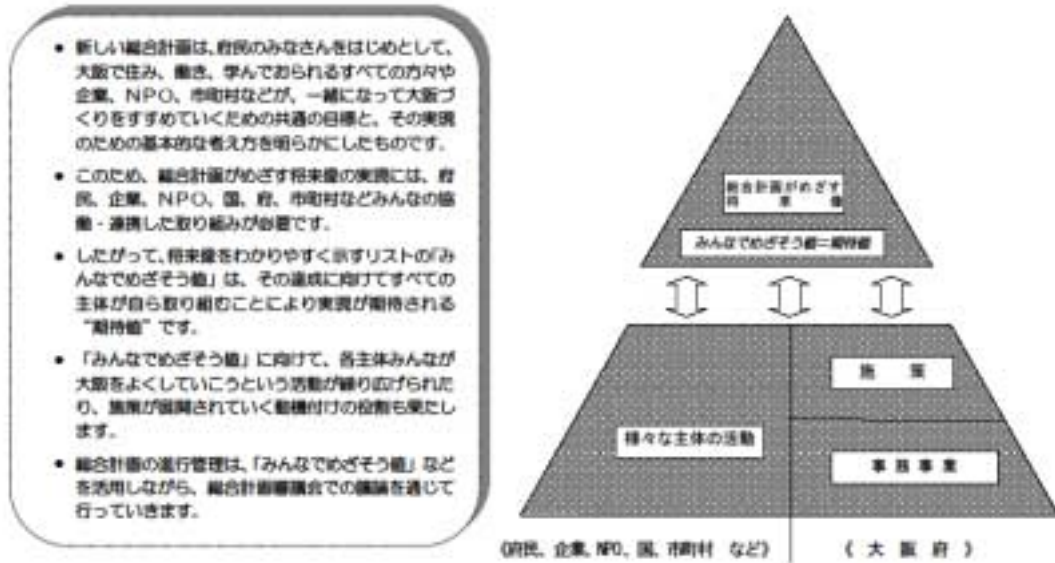 • 新しい総合計画は、府民のみなさんをはじめとして、
大阪で住み、働き、学んでおられるすべての方々や
企業、NPO、市町村などが、一緒になって大阪づ
くりをすすめていくための共通の目標と、その実現
のための基本的な考え方を明らかにしたものです。
• このため、総合計画がめざす将来像の実現には、府
民、企業、NPO、国、府、市町村などみんなの協
働・連携した取り組みが必要です。
• したがって、将来像をわかりやすく示すリストの「み
んなでめざそう値」は、その達成に向けてすべての
主体が自ら取り組むことにより実現が期待される
“期待値”です。
• 「みんなでめざそう値」に向けて、各主体みんなが
大阪をよくしていこうという活動が繰り広げられた
り、施策が展開されていく動機付けの役割も果たし
ます。
• 総合計画の進行管理は、「みんなでめざそう値」など
を活用しながら、総合計画審議会での議論を通じて
行っていきます。
総合計画がめざす
将来像
みんなでめざそう値=期待値
施策
様々な主体の活動
事務事業
(府民、企業、NPO、国、市町村 など)
(大阪府)